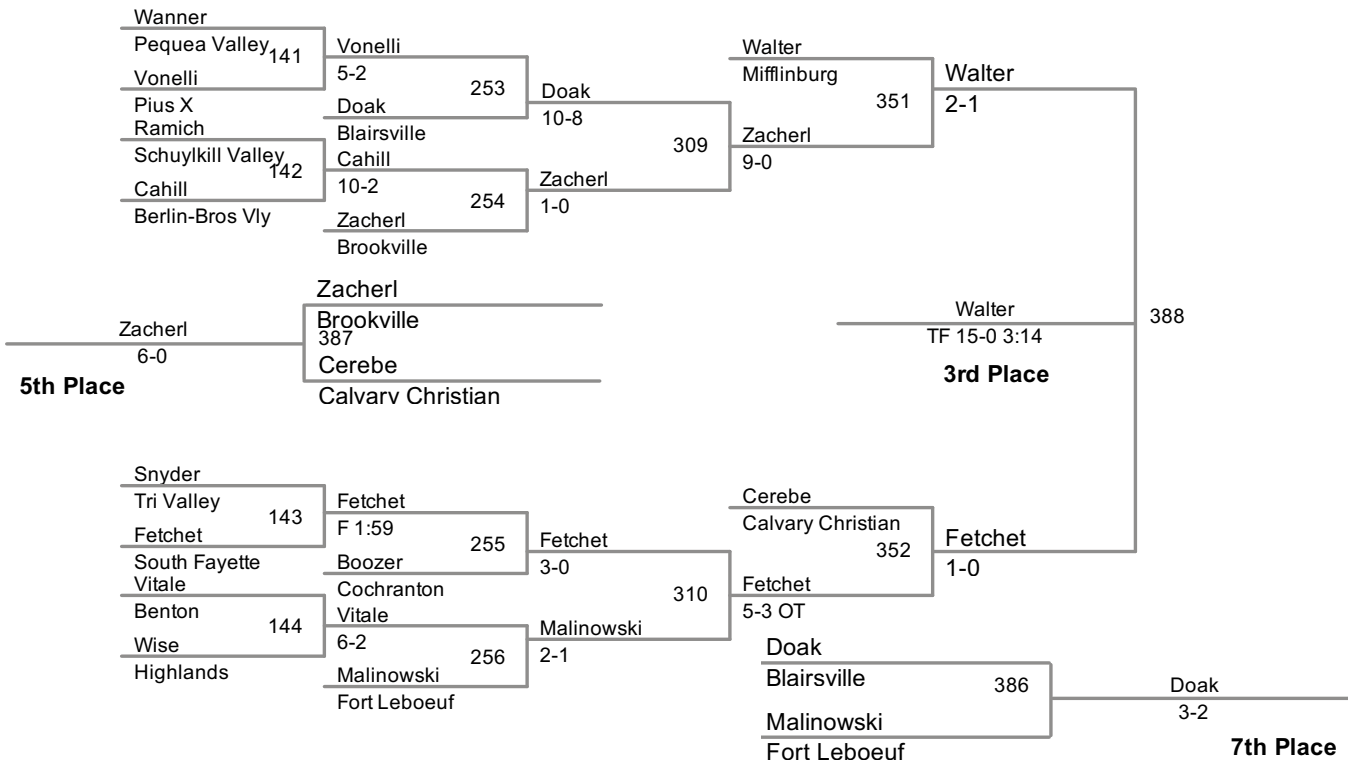 Wanner
Pequea Valley
141
Vonelli
Pius X
Vonelli
5-2
253
Doak
Blairsville
Ramich
Schuylkill Valley
142
Cahill
Berlin-Bros Vly
Cahill
10-2
254
Zacherl
Brookville
Doak
10-8
309
Zacherl
1-0
Walter
Mifflinburg
351
Zacherl
9-0
Walter
2-1
Zacherl
Brookville
387
Cerebe
Calvary Christian
Zacherl
6-0
5th Place
Walter
TF 15-0 3:14
3rd Place
388
Snyder
Tri Valley
143
Fetchet
South Fayette
Fetchet
F 1:59
255
Boozer
Cochranton
Vitale
Benton
144
Wise
Highlands
Vitale
6-2
256
Malinowski
Fort Leboeuf
Fetchet
3-0
310
Malinowski
2-1
Cerebe
Calvary Christian
352
Fetchet
5-3 OT
Fetchet
1-0
Doak
Blairsville
386
Malinowski
Fort Leboeuf
Doak
3-2
7th Place